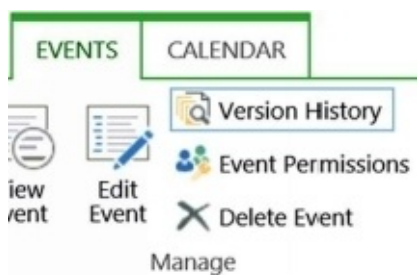 EVENTS CALENDAR
Version History
Event Permissions
Edit
Event
Delete Event
Manage